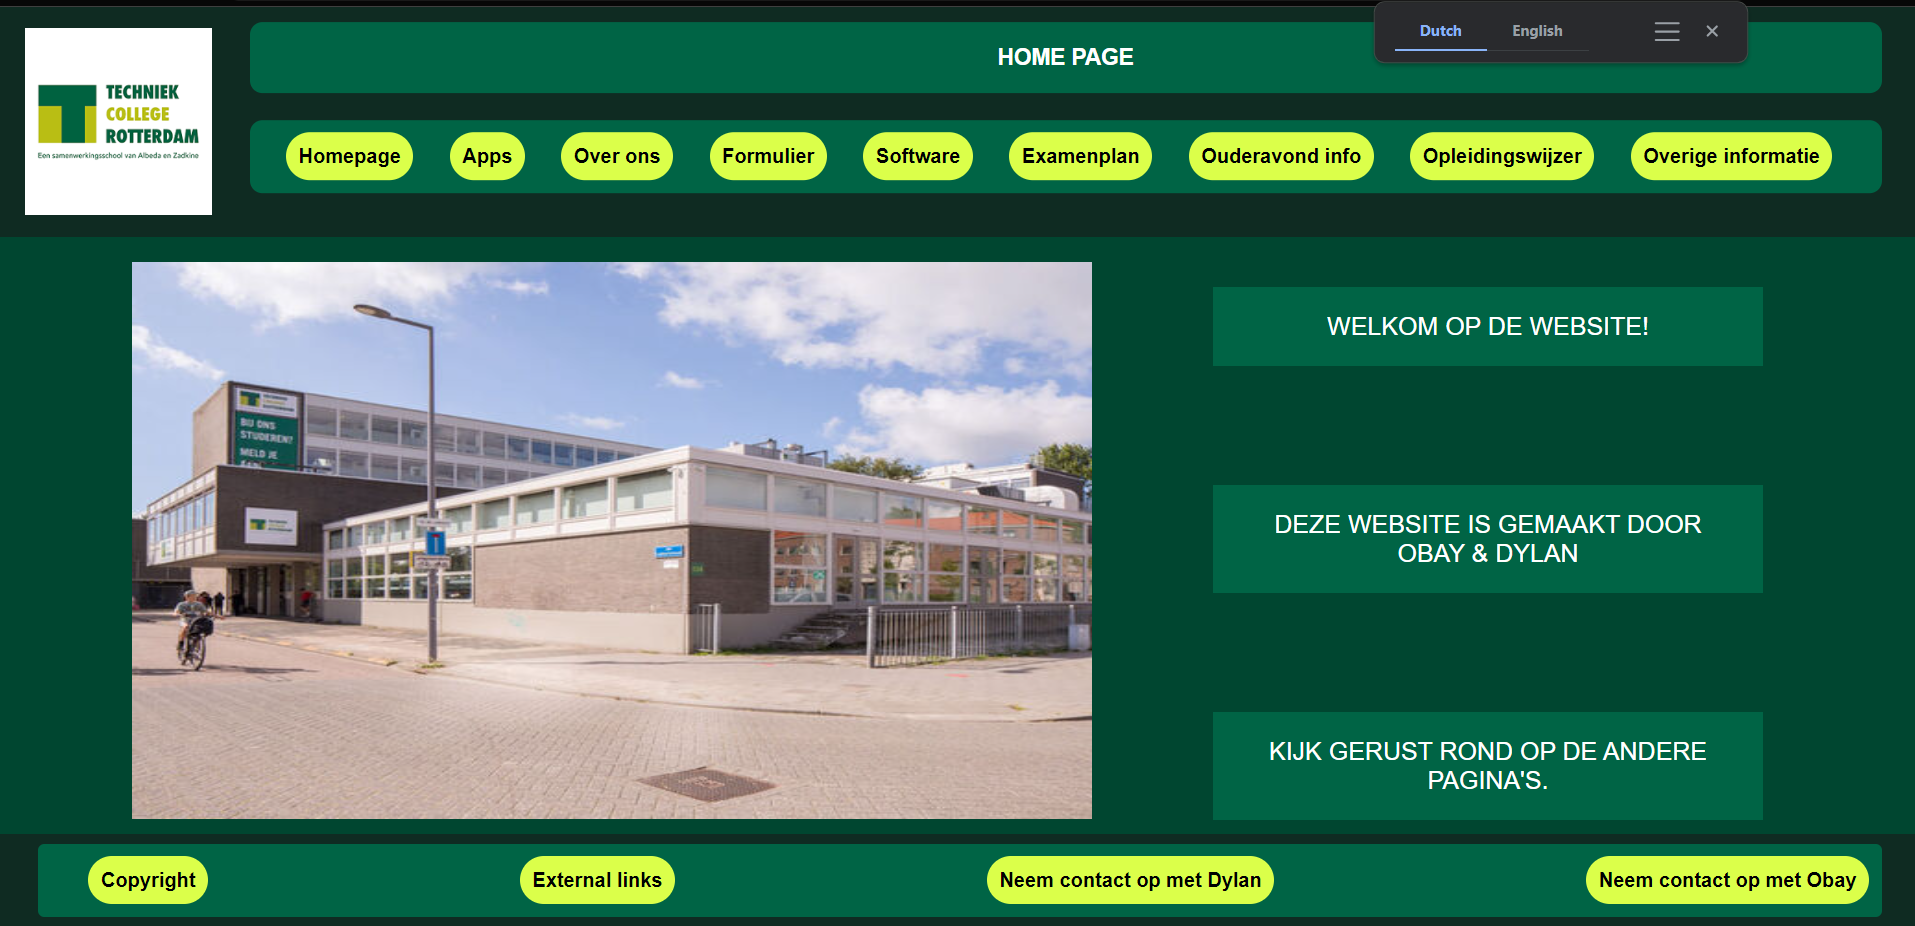 Dutch English
HOME PAGE
TECHNIEK
COLLEGE
ROTTERDAM
Een samenwerkingsschool van Albeda en Zadkine
Homepage Apps Over ons Formulier Software Examenplan Ouderavond info Opleidingswijzer Overige informatie
WELKOM OP DE WEBSITE!
TECHNIEK
COLLEGE
ROTTERDAM
BIJ ONS
STUDEREN?
MELD JE
DEZE WEBSITE IS GEMAAKT DOOR
OBAY & DYLAN
KIJK GERUST ROND OP DE ANDERE
PAGINA'S.
Copyright External links Neem contact op met Dylan Neem contact op met Obay